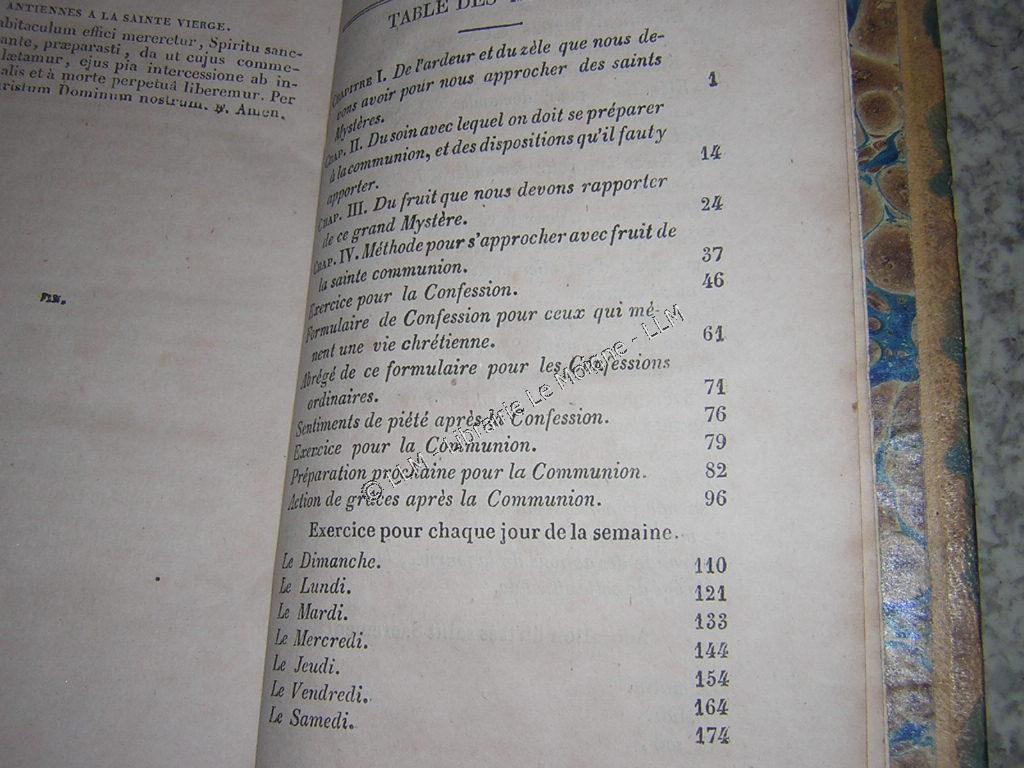 ANTIENNES A LA SAINTE VIERGE.
abitaculum effici mereretur, Spiritu sanc-
ante, præparasti, da ut cujus comme-
lætamur, ejus pia intercessione ab in-
alis et à morte perpetuâ liberemur. Per
ristum Dominum nostrum. ℟. Amen.
FIN.
TABLE DES
CHAPITRE I. De l'ardeur et du zèle que nous de-
vons avoir pour nous approcher des saints
Mystères. 1
CHAP. II. Du soin avec lequel on doit se préparer
à la communion, et des dispositions qu'il faut y
apporter. 14
CHAP. III. Du fruit que nous devons rapporter
de ce grand Mystère. 24
CHAP. IV. Méthode pour s'approcher avec fruit de
la sainte communion. 37
Exercice pour la Confession. 46
Formulaire de Confession pour ceux qui mè-
nent une vie chrétienne. 61
Abrégé de ce formulaire pour les Confessions
ordinaires. 71
Sentiments de piété après la Confession. 76
Exercice pour la Communion. 79
Préparation prochaine pour la Communion. 82
Action de grâces après la Communion. 96
Exercice pour chaque jour de la semaine.
Le Dimanche. 110
Le Lundi. 121
Le Mardi. 133
Le Mercredi. 144
Le Jeudi. 154
Le Vendredi. 164
Le Samedi. 174
© LLM - Librairie Le Moigne - LLM